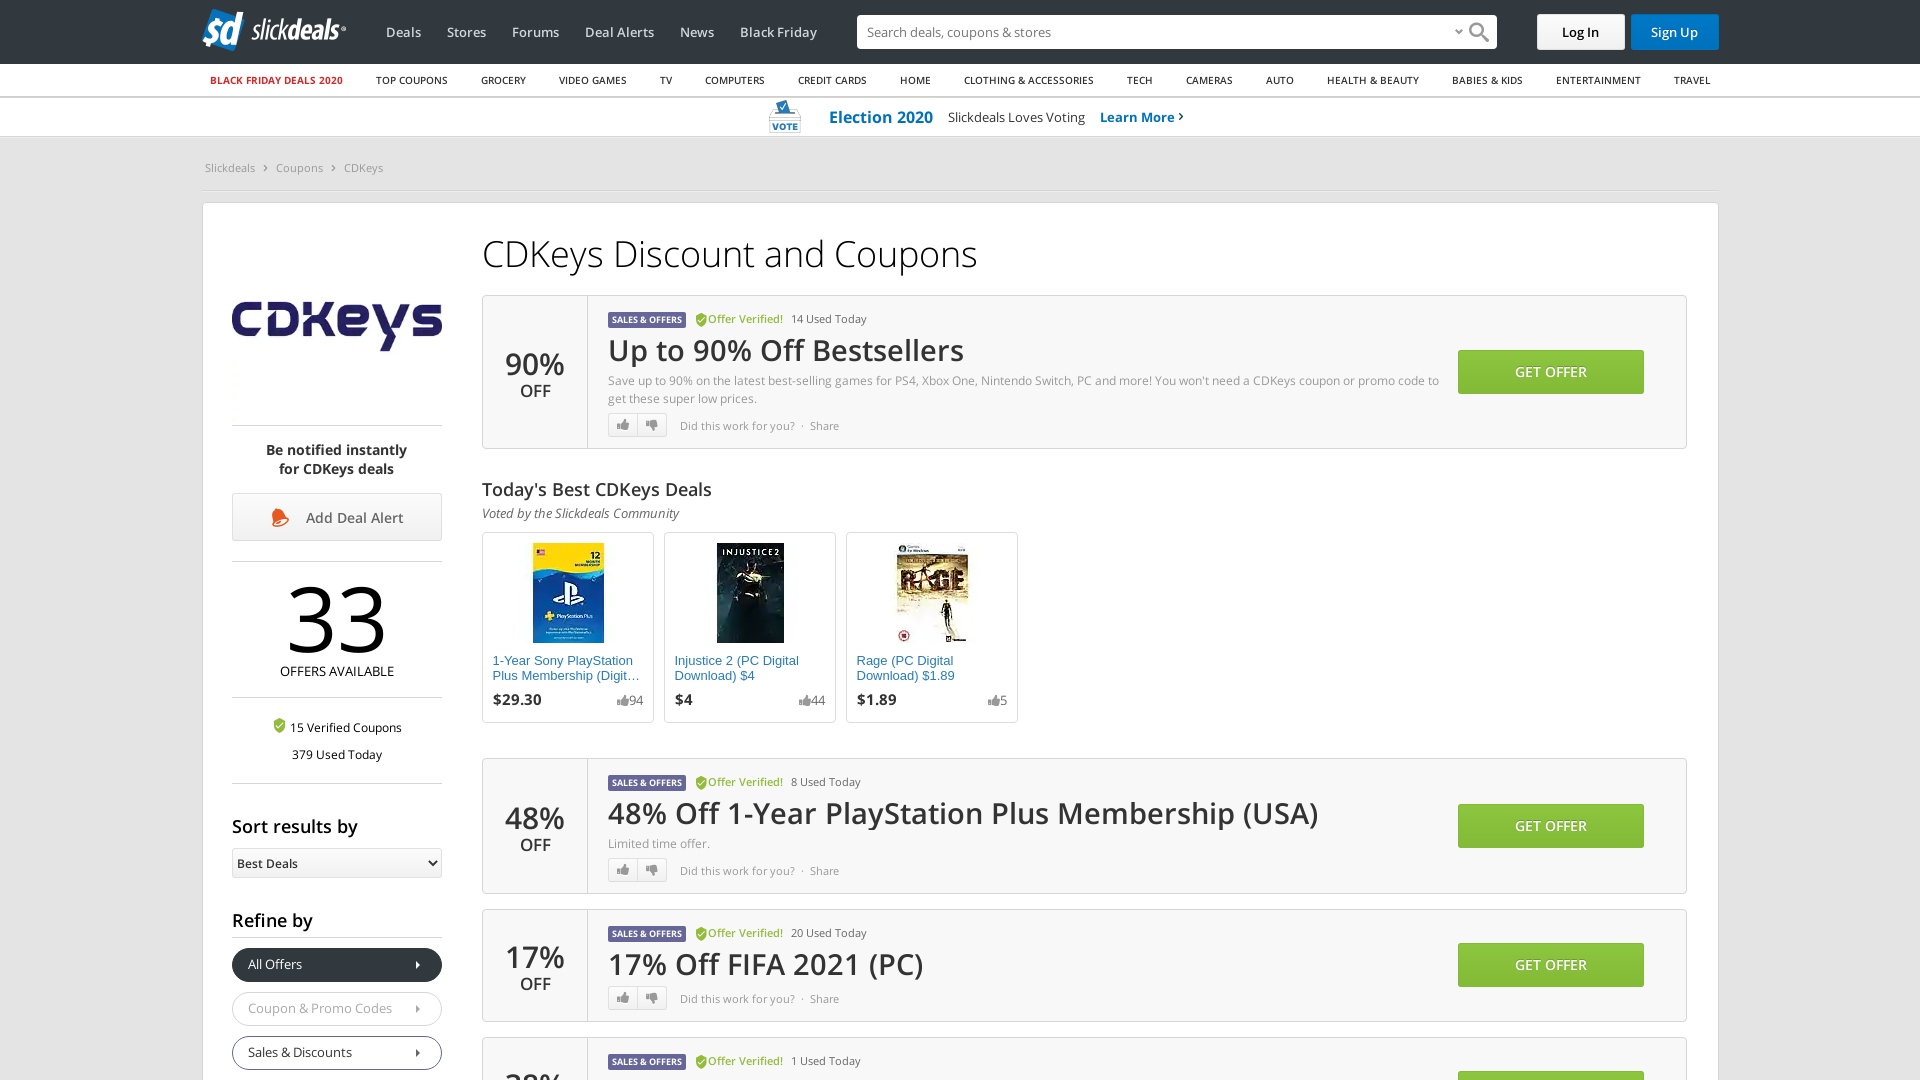 slickdeals
Deals
Stores
Forums
Deal Alerts
News
Black Friday
Search deals, coupons & stores
Log In
Sign Up
BLACK FRIDAY DEALS 2020
TOP COUPONS
GROCERY
VIDEO GAMES
TV
COMPUTERS
CREDIT CARDS
HOME
CLOTHING & ACCESSORIES
TECH
CAMERAS
AUTO
HEALTH & BEAUTY
BABIES & KIDS
ENTERTAINMENT
TRAVEL
VOTE
Election 2020
Slickdeals Loves Voting
Learn More
Slickdeals
Coupons
CDKeys
CDKeys
Be notified instantly
for CDKeys deals
Add Deal Alert
33
OFFERS AVAILABLE
15 Verified Coupons
379 Used Today
Sort results by
Best Deals
Refine by
All Offers
Coupon & Promo Codes
Sales & Discounts
CDKeys Discount and Coupons
90%
OFF
SALES & OFFERS
Offer Verified!
14 Used Today
Up to 90% Off Bestsellers
Save up to 90% on the latest best-selling games for PS4, Xbox One, Nintendo Switch, PC and more! You won't need a CDKeys coupon or promo code to
get these super low prices.
Did this work for you? · Share
GET OFFER
Today's Best CDKeys Deals
Voted by the Slickdeals Community
12
PlayStation Plus
1-Year Sony PlayStation
Plus Membership (Digit…
$29.30
94
INJUSTICE 2
Injustice 2 (PC Digital
Download) $4
$4
44
RAGE
Rage (PC Digital
Download) $1.89
$1.89
5
48%
OFF
SALES & OFFERS
Offer Verified!
8 Used Today
48% Off 1-Year PlayStation Plus Membership (USA)
Limited time offer.
Did this work for you? · Share
GET OFFER
17%
OFF
SALES & OFFERS
Offer Verified!
20 Used Today
17% Off FIFA 2021 (PC)
Did this work for you? · Share
GET OFFER
SALES & OFFERS
Offer Verified!
1 Used Today